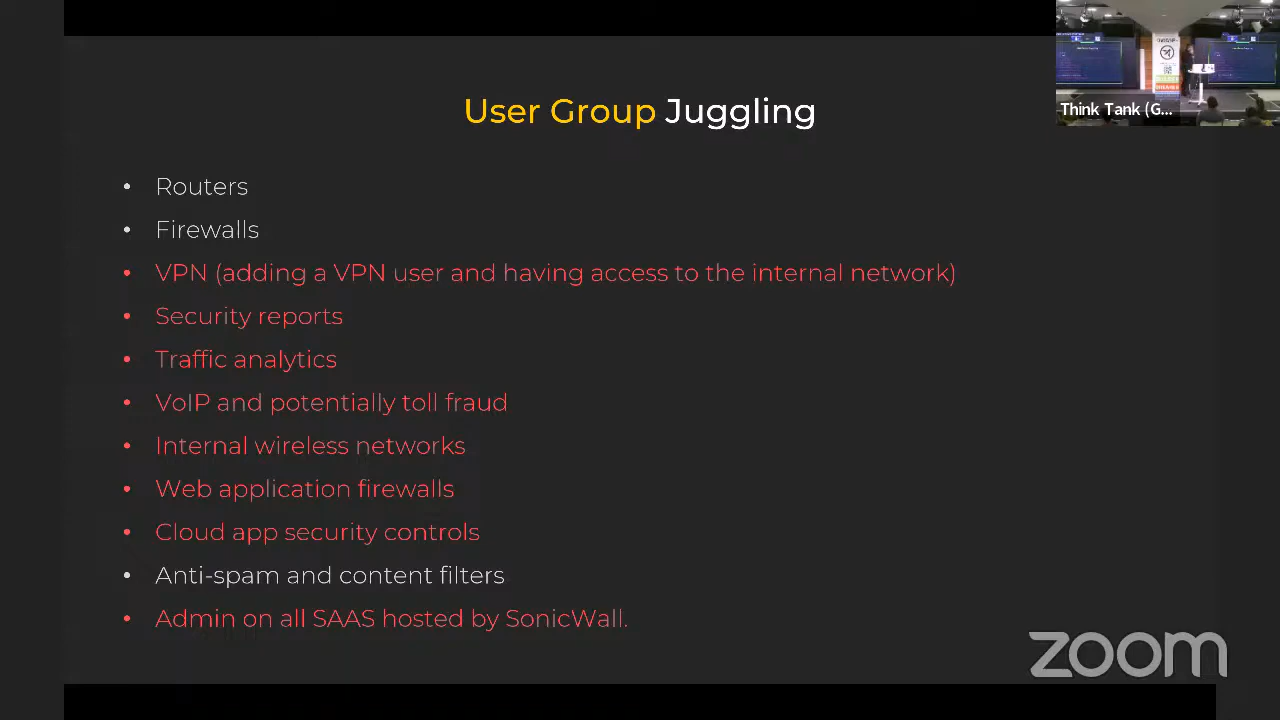 User Group Juggling
• Routers
• Firewalls
• VPN (adding a VPN user and having access to the internal network)
• Security reports
• Traffic analytics
• VoIP and potentially toll fraud
• Internal wireless networks
• Web application firewalls
• Cloud app security controls
• Anti-spam and content filters
• Admin on all SAAS hosted by SonicWall.
Think Tank (G...
zoom